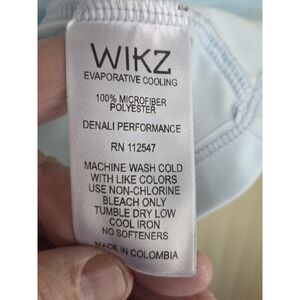 WIKZ
EVAPORATIVE COOLING
100% MICROFIBER
POLYESTER
DENALI PERFORMANCE
RN 112547
MACHINE WASH COLD
WITH LIKE COLORS
USE NON-CHLORINE
BLEACH ONLY
TUMBLE DRY LOW
COOL IRON
NO SOFTENERS
MADE IN COLOMBIA